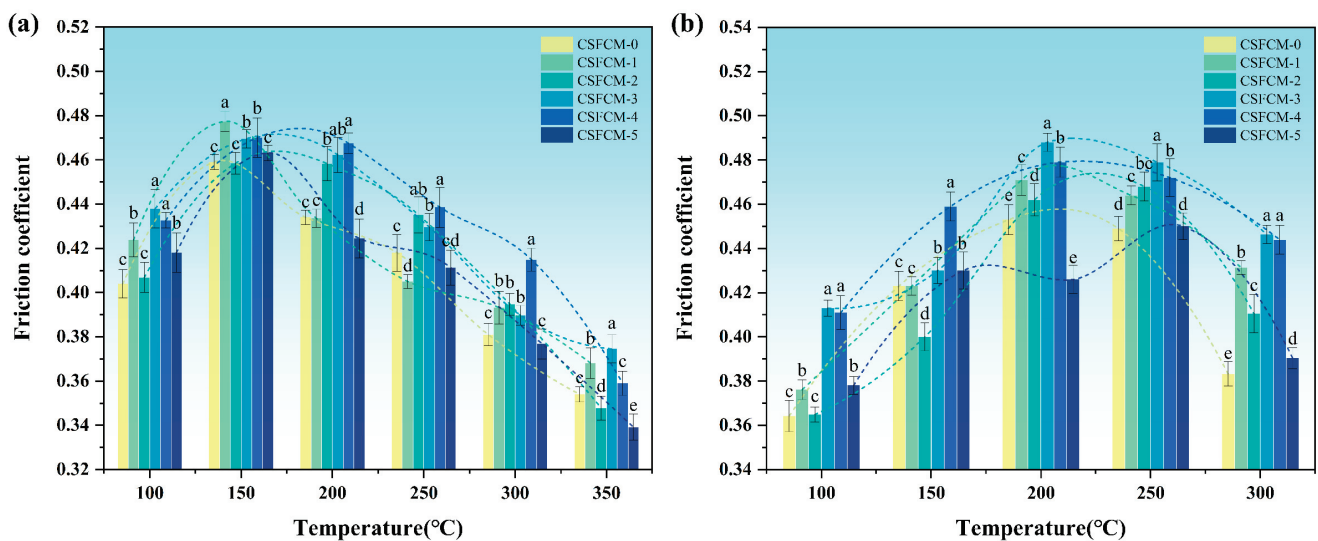 (a)
Friction coefficient
0.52
0.50
0.48
0.46
0.44
0.42
0.40
0.38
0.36
0.34
0.32
CSFCM-0
CSFCM-1
CSFCM-2
CSFCM-3
CSFCM-4
CSFCM-5
c b c a a b
c a c b b c
c c b ab a d
c d ab b a cd
c b b b a c
c b d a c e
100 150 200 250 300 350
Temperature(°C)
(b)
Friction coefficient
0.54
0.52
0.50
0.48
0.46
0.44
0.42
0.40
0.38
0.36
0.34
CSFCM-0
CSFCM-1
CSFCM-2
CSFCM-3
CSFCM-4
CSFCM-5
c b c a a b
b b d b a b
e c d a b e
d c bc a b d
e b c a a d
100 150 200 250 300
Temperature(°C)